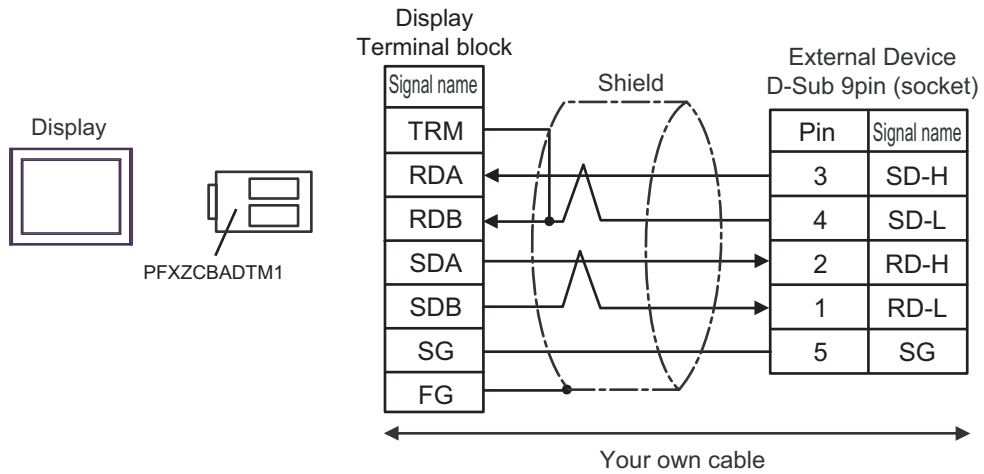 Display
Terminal block
External Device
D-Sub 9pin (socket)
Shield
Display
PFXZCBADTM1
Signal name
TRM
RDA
RDB
SDA
SDB
SG
FG
Pin Signal name
3 SD-H
4 SD-L
2 RD-H
1 RD-L
5 SG
Your own cable